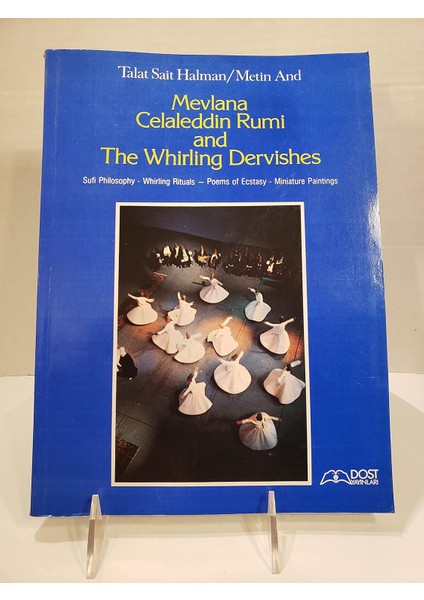 Talat Sait Halman/Metin And
Mevlana
Celaleddin Rumi
and
The Whirling Dervishes
Sufi Philosophy - Whirling Rituals – Poems of Ecstasy - Miniature Paintings
DOST
YAYINLARI